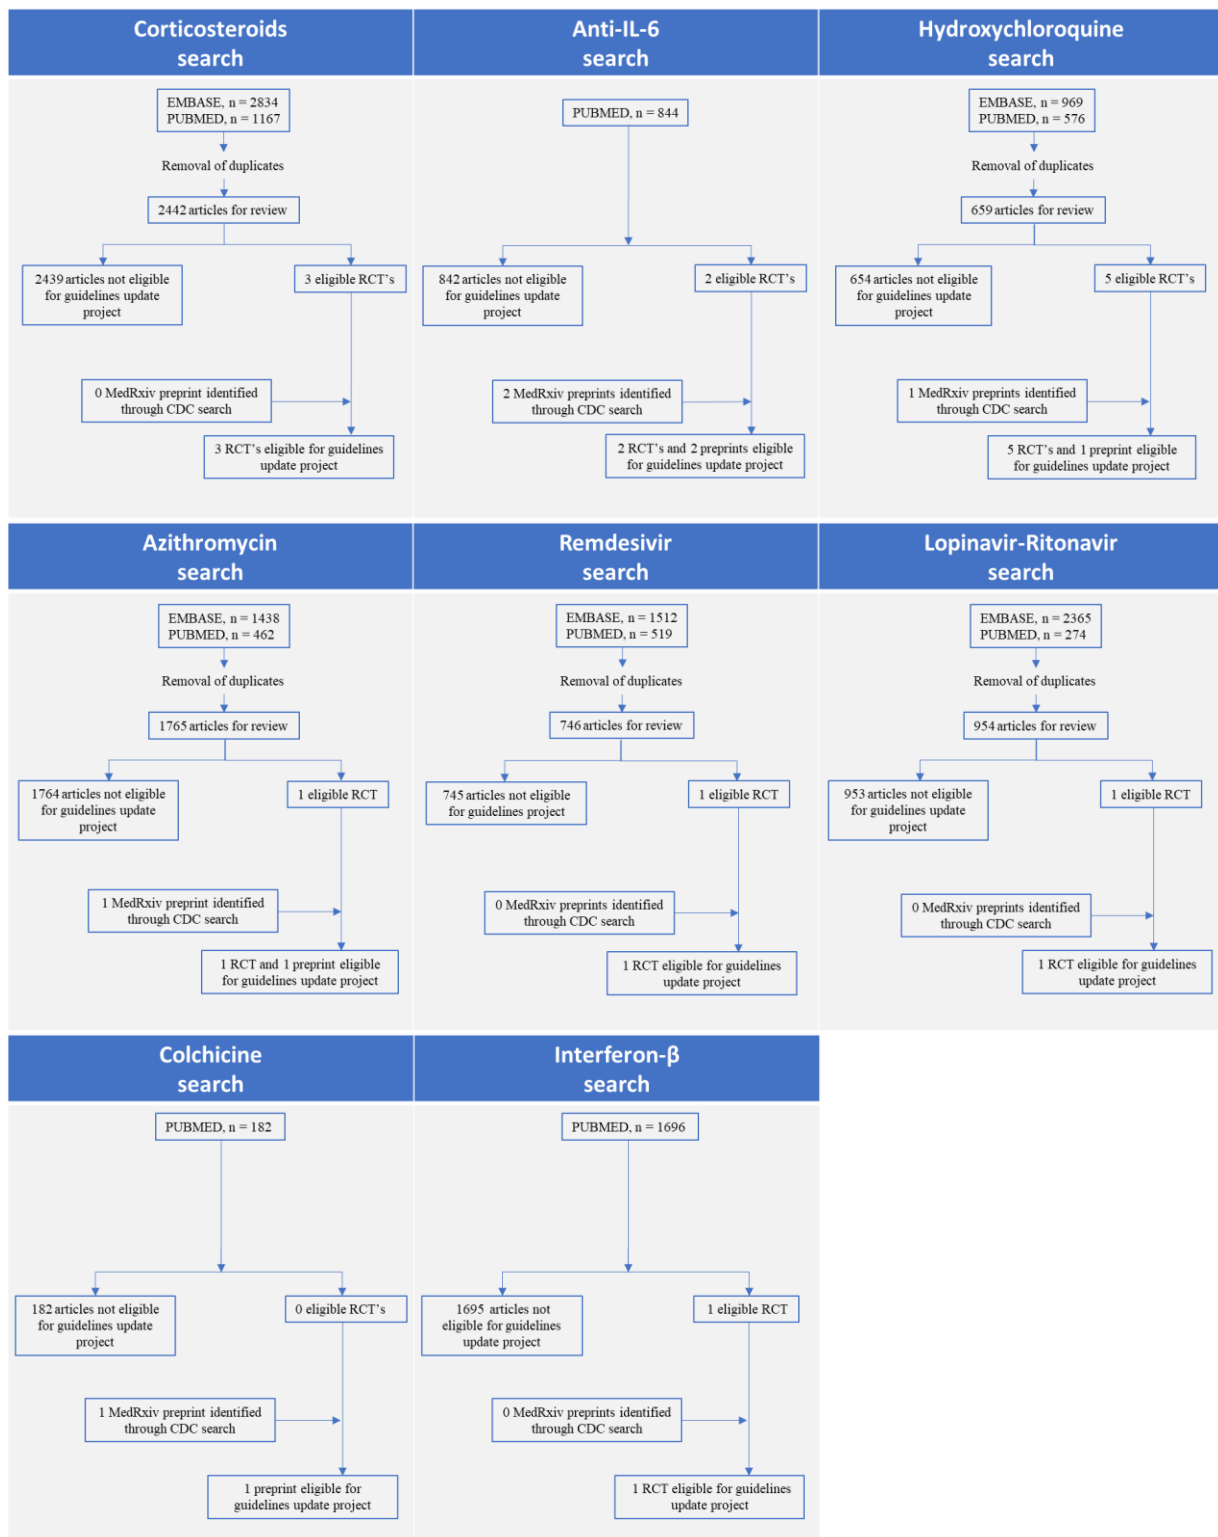 Corticosteroids
search
EMBASE, n = 2834
PUBMED, n = 1167
Removal of duplicates
2442 articles for review
2439 articles not eligible
for guidelines update
project
3 eligible RCT's
0 MedRxiv preprint identified
through CDC search
3 RCT's eligible for guidelines
update project
Anti-IL-6
search
PUBMED, n = 844
842 articles not eligible
for guidelines update
project
2 eligible RCT's
2 MedRxiv preprints identified
through CDC search
2 RCT's and 2 preprints eligible
for guidelines update project
Hydroxychloroquine
search
EMBASE, n = 969
PUBMED, n = 576
Removal of duplicates
659 articles for review
654 articles not eligible
for guidelines update
project
5 eligible RCT's
1 MedRxiv preprints identified
through CDC search
5 RCT's and 1 preprint eligible
for guidelines update project
Azithromycin
search
EMBASE, n = 1438
PUBMED, n = 462
Removal of duplicates
1765 articles for review
1764 articles not eligible
for guidelines update
project
1 eligible RCT
1 MedRxiv preprint identified
through CDC search
1 RCT and 1 preprint eligible
for guidelines update project
Remdesivir
search
EMBASE, n = 1512
PUBMED, n = 519
Removal of duplicates
746 articles for review
745 articles not eligible
for guidelines project
1 eligible RCT
0 MedRxiv preprints identified
through CDC search
1 RCT eligible for guidelines
update project
Lopinavir-Ritonavir
search
EMBASE, n = 2365
PUBMED, n = 274
Removal of duplicates
954 articles for review
953 articles not eligible
for guidelines update
project
1 eligible RCT
0 MedRxiv preprints identified
through CDC search
1 RCT eligible for guidelines
update project
Colchicine
search
PUBMED, n = 182
182 articles not eligible
for guidelines update
project
0 eligible RCT's
1 MedRxiv preprint identified
through CDC search
1 preprint eligible for
guidelines update project
Interferon-β
search
PUBMED, n = 1696
1695 articles not
eligible for guidelines
update project
1 eligible RCT
0 MedRxiv preprints identified
through CDC search
1 RCT eligible for guidelines
update project